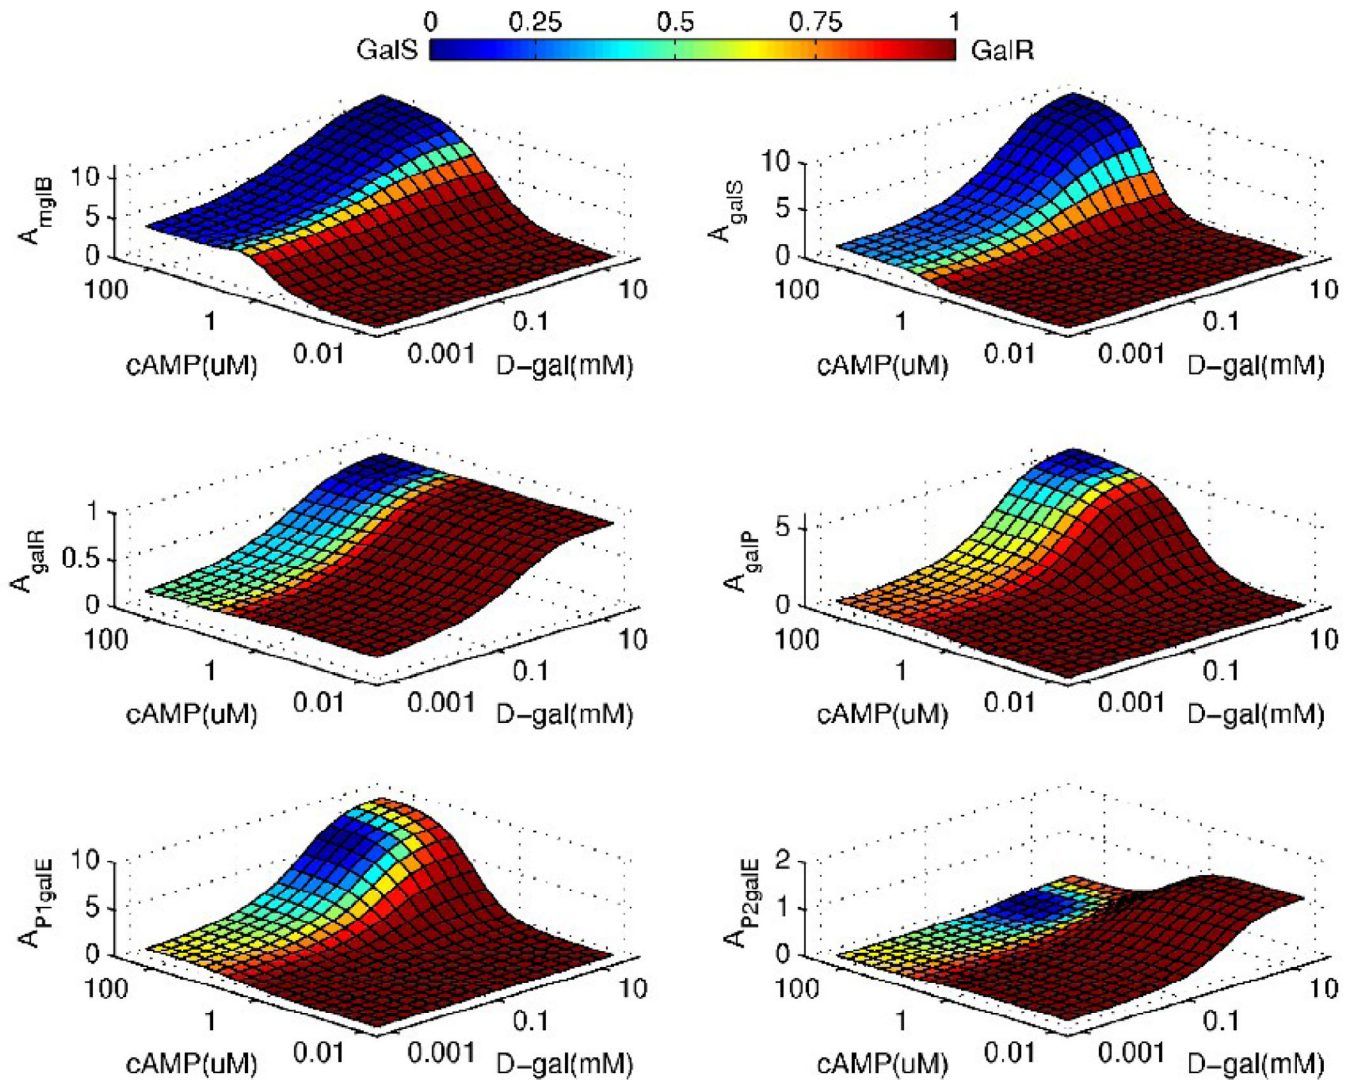 0 0.25 0.5 0.75 1
GalS GalR
10
5
0
A_mglB
100
1
0.01
cAMP(uM)
0.001
0.1
10
D-gal(mM)
10
5
0
A_galS
100
1
0.01
cAMP(uM)
0.001
0.1
10
D-gal(mM)
1
0.5
0
A_galR
100
1
0.01
cAMP(uM)
0.001
0.1
10
D-gal(mM)
5
0
A_galP
100
1
0.01
cAMP(uM)
0.001
0.1
10
D-gal(mM)
10
5
0
A_P1galE
100
1
0.01
cAMP(uM)
0.001
0.1
10
D-gal(mM)
2
1
0
A_P2galE
100
1
0.01
cAMP(uM)
0.001
0.1
10
D-gal(mM)